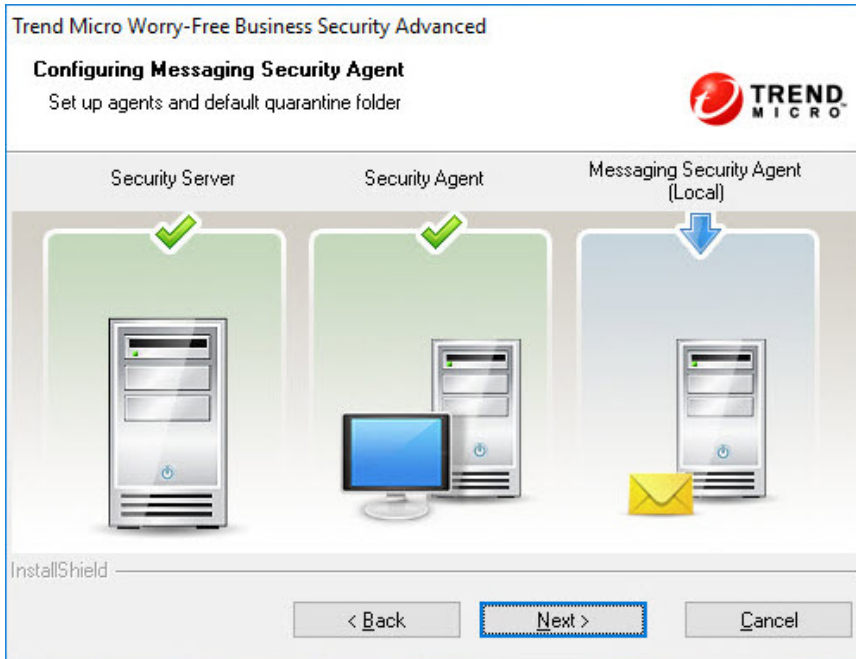 Trend Micro Worry-Free Business Security Advanced
Configuring Messaging Security Agent
Set up agents and default quarantine folder
TREND
MICRO
Security Server
Security Agent
Messaging Security Agent
(Local)
InstallShield
< Back
Next >
Cancel